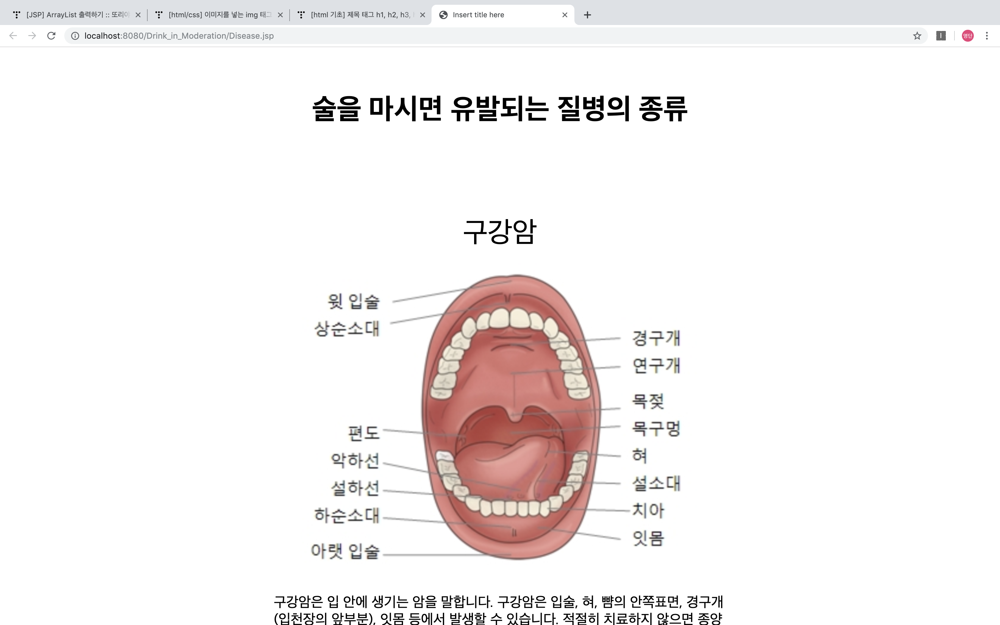 [JSP] ArrayList 출력하기 :: 또리야
[html/css] 이미지를 넣는 img 태그
[html 기초] 제목 태그 h1, h2, h3,
Insert title here
localhost:8080/Drink_in_Moderation/Disease.jsp
영단
술을 마시면 유발되는 질병의 종류
구강암
윗 입술
상순소대
경구개
연구개
목젖
목구멍
편도
혀
악하선
설소대
설하선
치아
하순소대
잇몸
아랫 입술
구강암은 입 안에 생기는 암을 말합니다. 구강암은 입술, 혀, 뺨의 안쪽표면, 경구개
(입천장의 앞부분), 잇몸 등에서 발생할 수 있습니다. 적절히 치료하지 않으면 종양